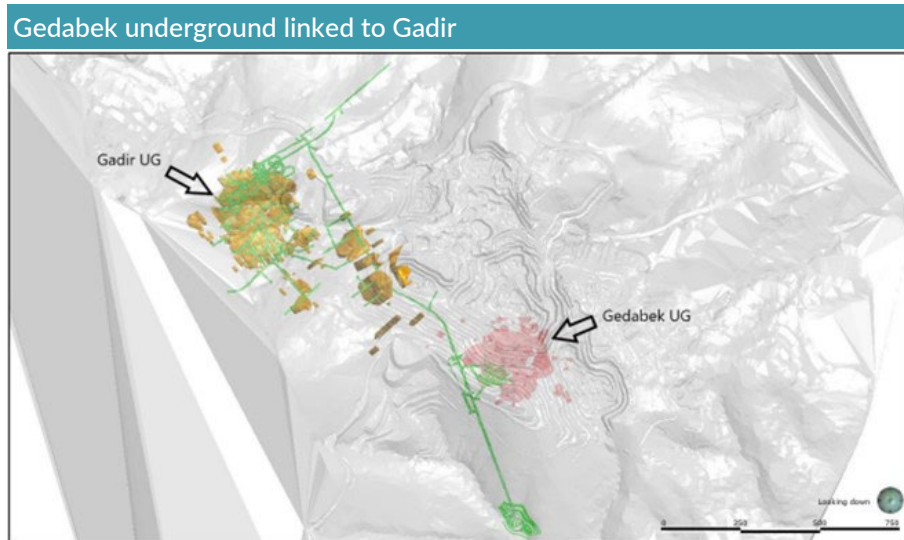 Gedabek underground linked to Gadir
Gadir UG
Gedabek UG
Looking down
0 250 500 750